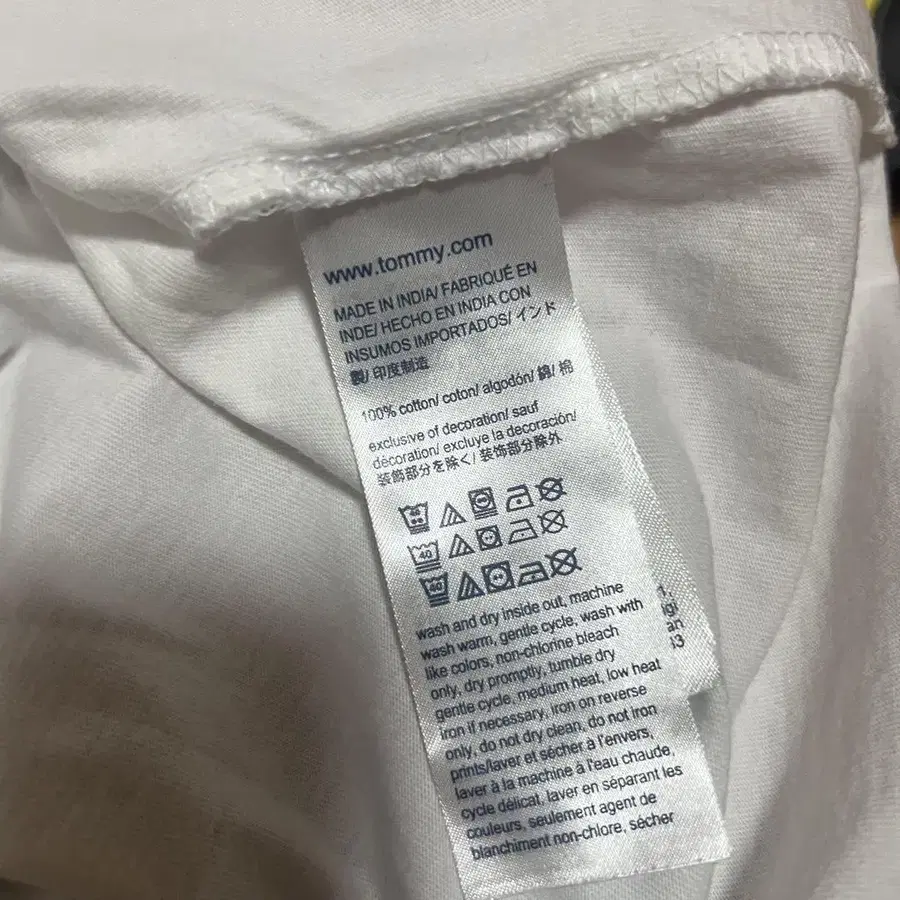 www.tommy.com
MADE IN INDIA/ FABRIQUÉ EN
INDE/ HECHO EN INDIA CON
INSUMOS IMPORTADOS/ インド
製/ 印度制造
100% cotton/ coton/ algodón/ 綿/ 棉
exclusive of decoration/ sauf
décoration/ excluye la decoración/
装飾部分を除く/ 装饰部分除外
40
40
wash and dry inside out, machine
wash warm, gentle cycle, wash with
like colors, non-chlorine bleach
only, dry promptly, tumble dry
gentle cycle, medium heat, low heat
iron if necessary, iron on reverse
only, do not dry clean, do not iron
prints/laver et sécher à l'envers,
laver à la machine à l'eau chaude,
cycle délicat, laver en séparant les
couleurs, seulement agent de
blanchiment non-chlore, sécher